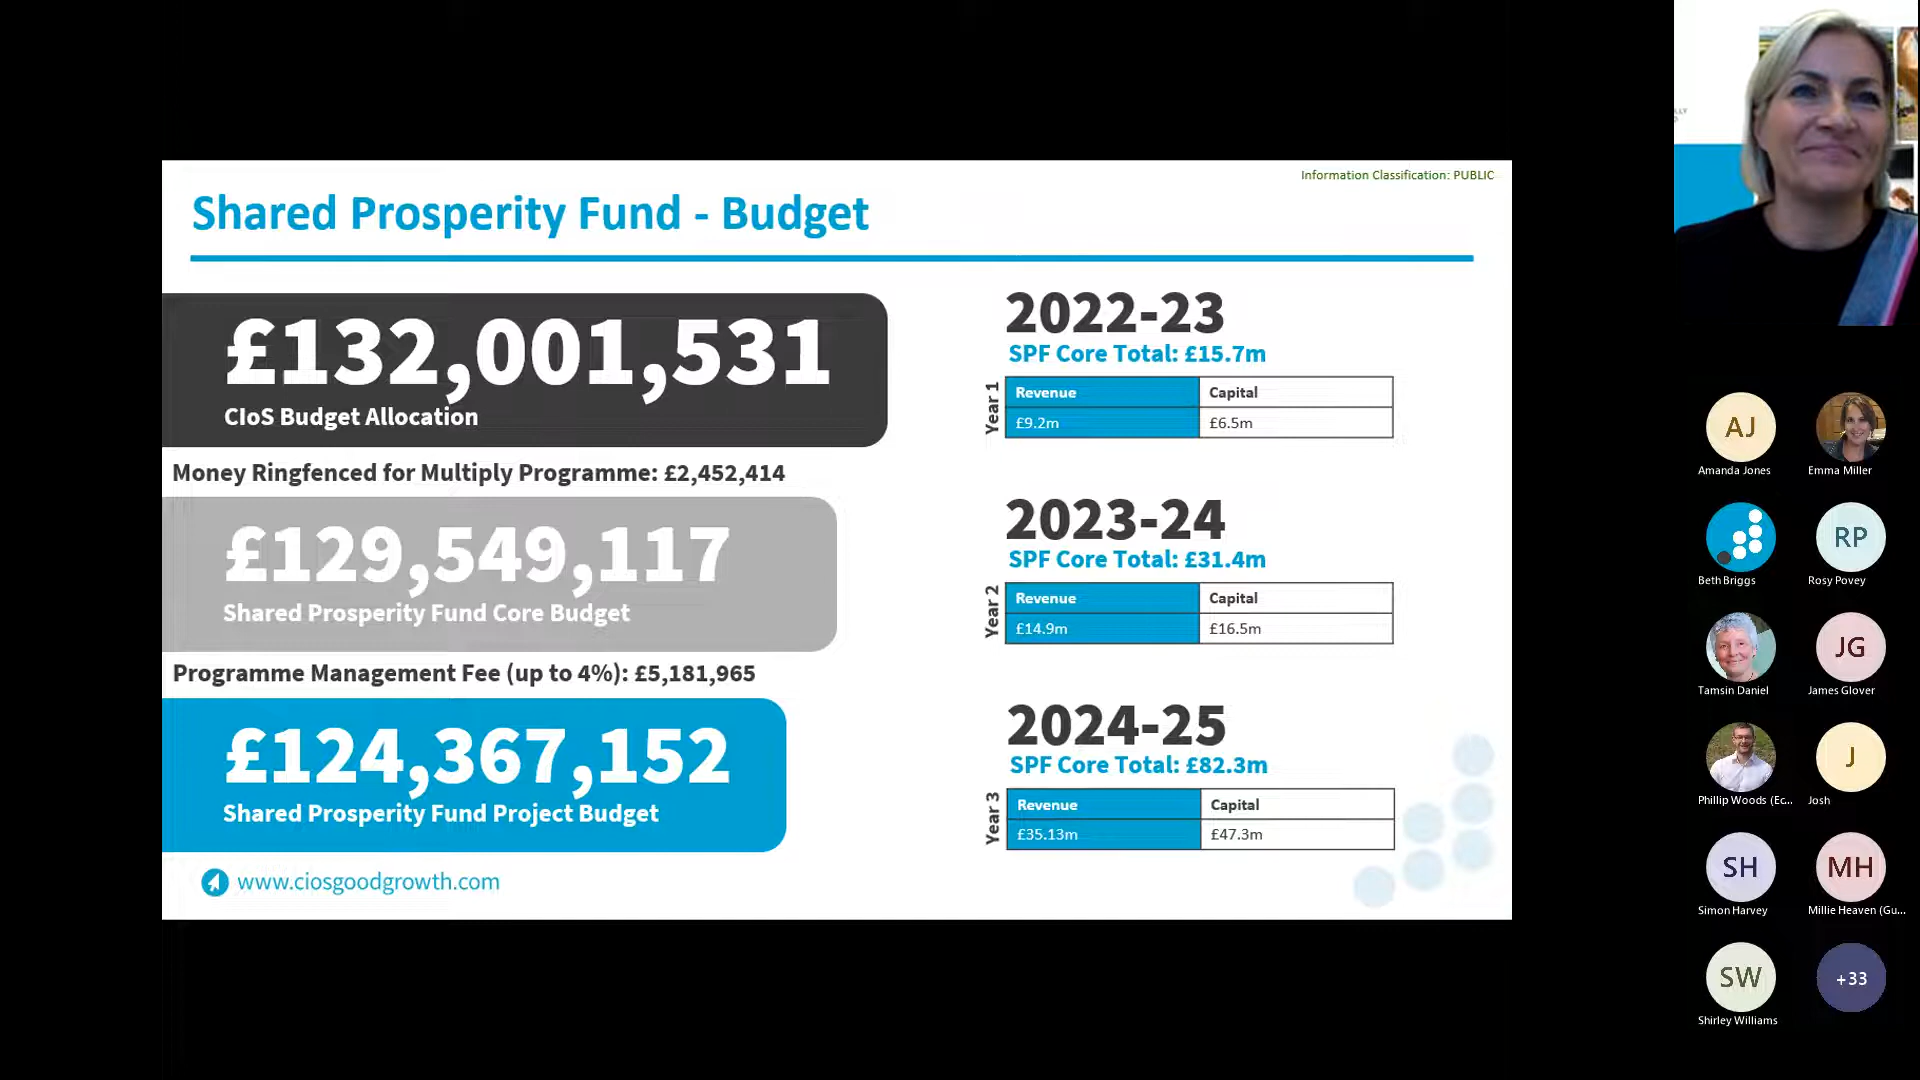 Information Classification: PUBLIC
Shared Prosperity Fund - Budget
£132,001,531
CIoS Budget Allocation
Money Ringfenced for Multiply Programme: £2,452,414
£129,549,117
Shared Prosperity Fund Core Budget
Programme Management Fee (up to 4%): £5,181,965
£124,367,152
Shared Prosperity Fund Project Budget
www.ciosgoodgrowth.com
2022-23
SPF Core Total: £15.7m
Year 1
Revenue Capital
£9.2m £6.5m
2023-24
SPF Core Total: £31.4m
Year 2
Revenue Capital
£14.9m £16.5m
2024-25
SPF Core Total: £82.3m
Year 3
Revenue Capital
£35.13m £47.3m
AJ
Amanda Jones Emma Miller
RP
Beth Briggs Rosy Povey
JG
Tamsin Daniel James Glover
J
Phillip Woods (Ec... Josh
SH MH
Simon Harvey Millie Heaven (Gu...
SW +33
Shirley Williams